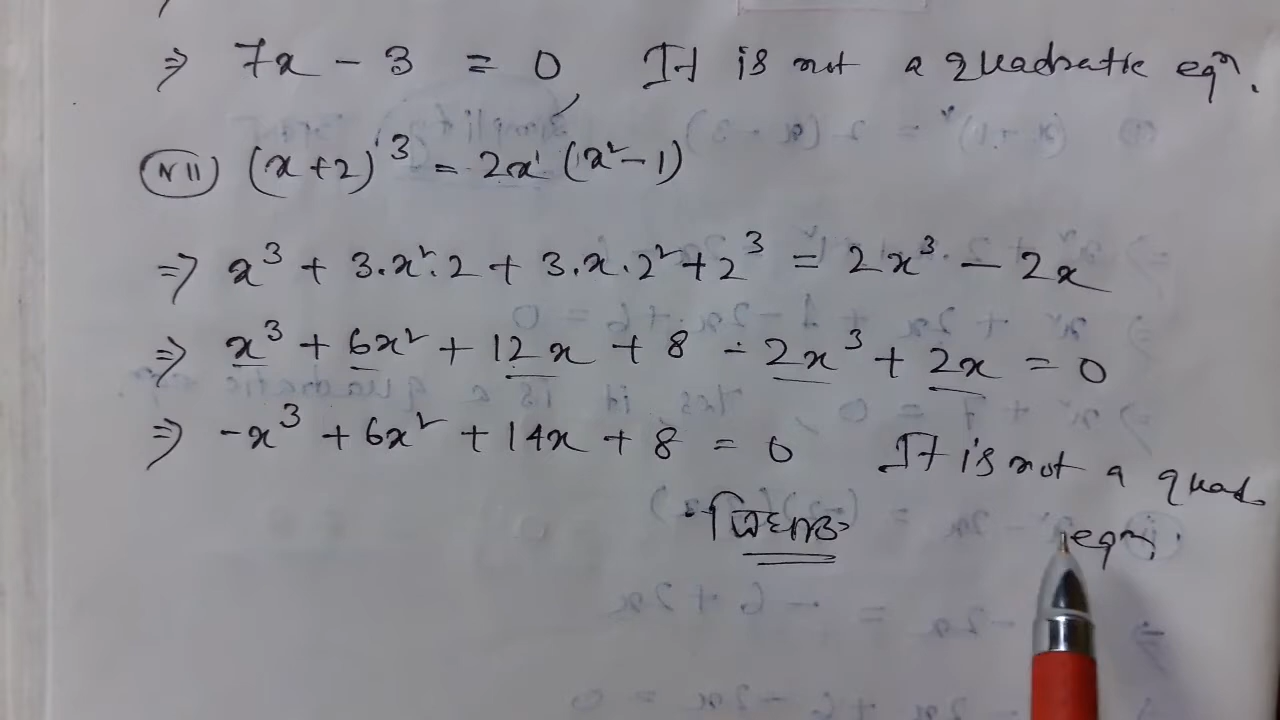 ⇒ 7x - 3 = 0, It is not a quadratic eqⁿ.
(vii) (x+2)³ = 2x (x²-1)
⇒ x³ + 3.x².2 + 3.x.2² + 2³ = 2x³ - 2x
⇒ x³ + 6x² + 12x + 8 - 2x³ + 2x = 0
⇒ -x³ + 6x² + 14x + 8 = 0 It is not a quad
eqⁿ.